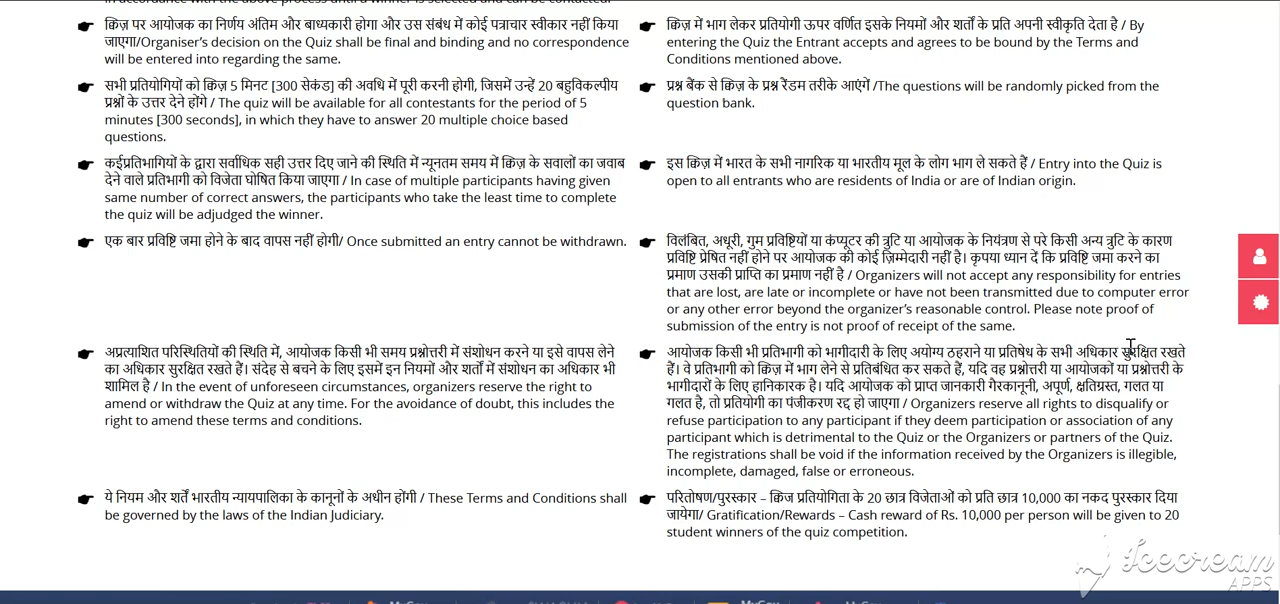 क्विज़ पर आयोजक का निर्णय अंतिम और बाध्यकारी होगा और उस संबंध में कोई पत्राचार स्वीकार नहीं किया
जाएगा/Organiser's decision on the Quiz shall be final and binding and no correspondence
will be entered into regarding the same.
सभी प्रतियोगियों को क्विज़ 5 मिनट [300 सेकंड] की अवधि में पूरी करनी होगी, जिसमें उन्हें 20 बहुविकल्पीय
प्रश्नों के उत्तर देने होंगे / The quiz will be available for all contestants for the period of 5
minutes [300 seconds], in which they have to answer 20 multiple choice based
questions.
कईप्रतिभागियों के द्वारा सर्वाधिक सही उत्तर दिए जाने की स्थिति में न्यूनतम समय में क्विज़ के सवालों का जवाब
देने वाले प्रतिभागी को विजेता घोषित किया जाएगा / In case of multiple participants having given
same number of correct answers, the participants who take the least time to complete
the quiz will be adjudged the winner.
एक बार प्रविष्टि जमा होने के बाद वापस नहीं होगी/ Once submitted an entry cannot be withdrawn.
अप्रत्याशित परिस्थितियों की स्थिति में, आयोजक किसी भी समय प्रश्नोत्तरी में संशोधन करने या इसे वापस लेने
का अधिकार सुरक्षित रखते हैं। संदेह से बचने के लिए इसमें इन नियमों और शर्तों में संशोधन का अधिकार भी
शामिल है / In the event of unforeseen circumstances, organizers reserve the right to
amend or withdraw the Quiz at any time. For the avoidance of doubt, this includes the
right to amend these terms and conditions.
ये नियम और शर्तें भारतीय न्यायपालिका के कानूनों के अधीन होंगी / These Terms and Conditions shall
be governed by the laws of the Indian Judiciary.
क्विज़ में भाग लेकर प्रतियोगी ऊपर वर्णित इसके नियमों और शर्तों के प्रति अपनी स्वीकृति देता है / By
entering the Quiz the Entrant accepts and agrees to be bound by the Terms and
Conditions mentioned above.
प्रश्न बैंक से क्विज़ के प्रश्न रैंडम तरीके आएंगें /The questions will be randomly picked from the
question bank.
इस क्विज़ में भारत के सभी नागरिक या भारतीय मूल के लोग भाग ले सकते हैं / Entry into the Quiz is
open to all entrants who are residents of India or are of Indian origin.
विलंबित, अधूरी, गुम प्रविष्टियों या कंप्यूटर की त्रुटि या आयोजक के नियंत्रण से परे किसी अन्य त्रुटि के कारण
प्रविष्टि प्रेषित नहीं होने पर आयोजक की कोई ज़िम्मेदारी नहीं है। कृपया ध्यान दें कि प्रविष्टि जमा करने का
प्रमाण उसकी प्राप्ति का प्रमाण नहीं है / Organizers will not accept any responsibility for entries
that are lost, are late or incomplete or have not been transmitted due to computer error
or any other error beyond the organizer's reasonable control. Please note proof of
submission of the entry is not proof of receipt of the same.
आयोजक किसी भी प्रतिभागी को भागीदारी के लिए अयोग्य ठहराने या प्रतिषेध के सभी अधिकार सुरक्षित रखते
हैं। वे प्रतिभागी को क्विज़ में भाग लेने से प्रतिबंधित कर सकते हैं, यदि वह प्रश्नोत्तरी या आयोजकों या प्रश्नोत्तरी के
भागीदारों के लिए हानिकारक है। यदि आयोजक को प्राप्त जानकारी गैरकानूनी, अपूर्ण, क्षतिग्रस्त, गलत या
गलत है, तो प्रतियोगी का पंजीकरण रद्द हो जाएगा / Organizers reserve all rights to disqualify or
refuse participation to any participant if they deem participation or association of any
participant which is detrimental to the Quiz or the Organizers or partners of the Quiz.
The registrations shall be void if the information received by the Organizers is illegible,
incomplete, damaged, false or erroneous.
परितोषण/पुरस्कार – क्विज प्रतियोगिता के 20 छात्र विजेताओं को प्रति छात्र 10,000 का नकद पुरस्कार दिया
जायेगा/ Gratification/Rewards – Cash reward of Rs. 10,000 per person will be given to 20
student winners of the quiz competition.
Icecream
APPS